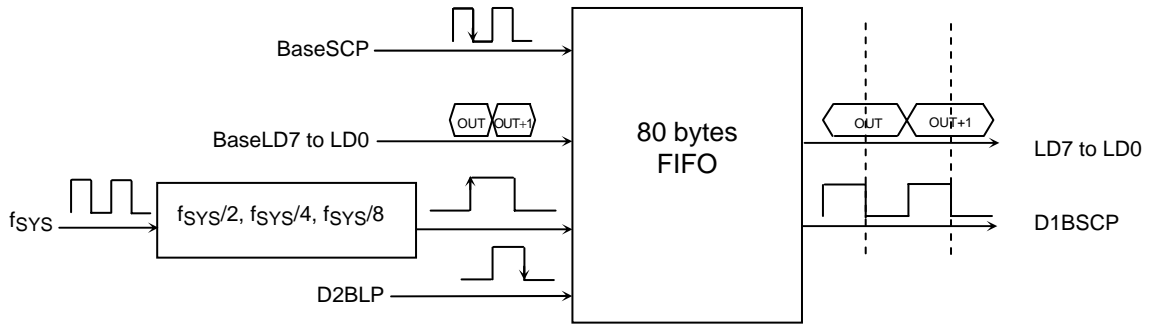 BaseSCP
OUT OUT+1
BaseLD7 to LD0
80 bytes
FIFO
OUT OUT+1
LD7 to LD0
fSYS
fSYS/2, fSYS/4, fSYS/8
D1BSCP
D2BLP